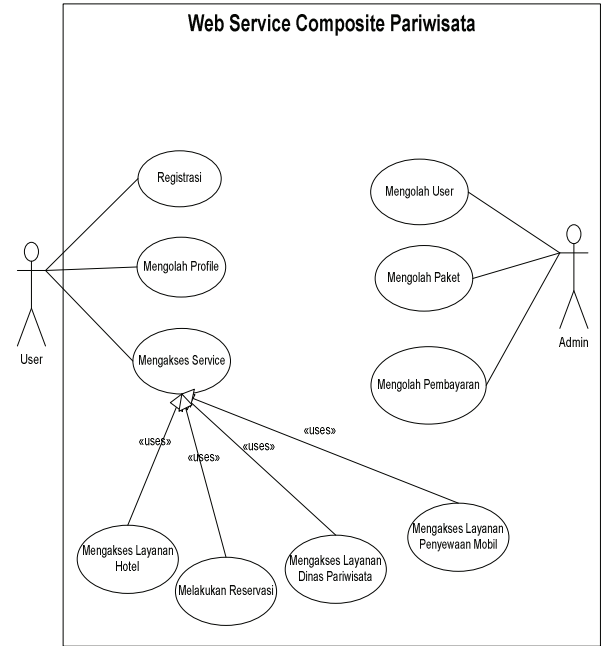 Web Service Composite Pariwisata
Registrasi
Mengolah User
Mengolah Profile
Mengolah Paket
User
Admin
Mengakses Service
Mengolah Pembayaran
«uses»
«uses»
«uses»
«uses»
Mengakses Layanan
Hotel
Melakukan Reservasi
Mengakses Layanan
Dinas Pariwisata
Mengakses Layanan
Penyewaan Mobil